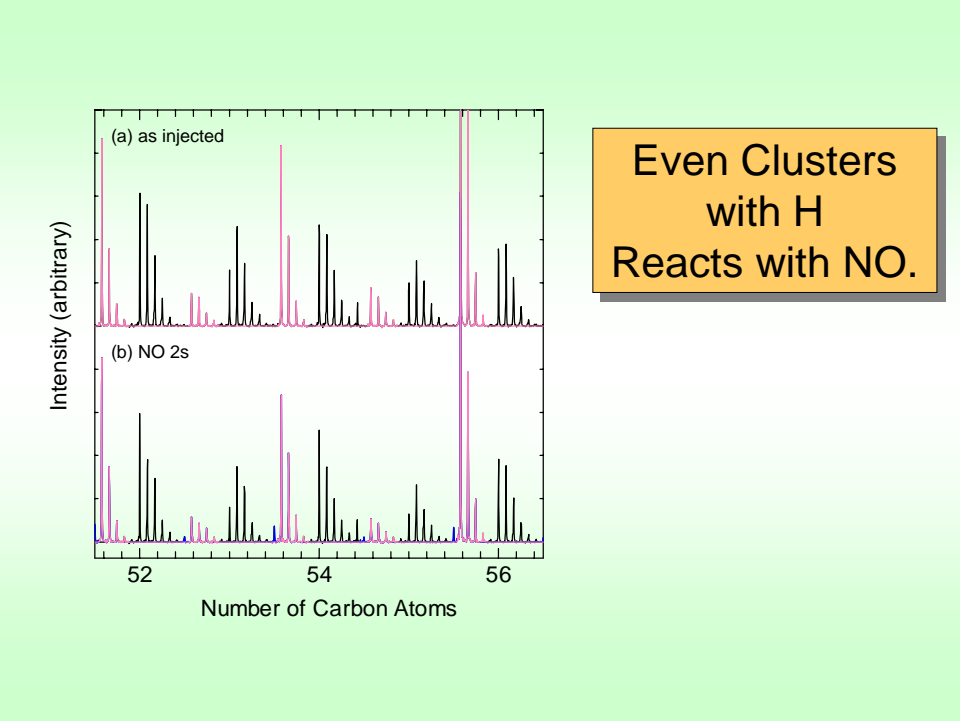 (a) as injected
(b) NO 2s
Intensity (arbitrary)
52 54 56
Number of Carbon Atoms
Even Clusters
with H
Reacts with NO.